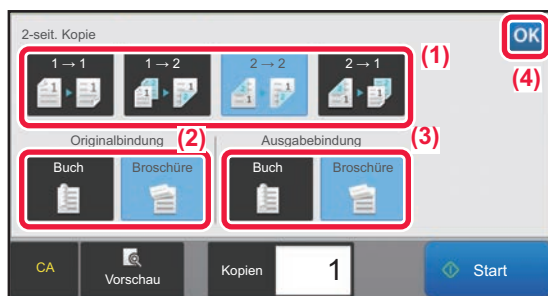 2-seit. Kopie
OK
(1)
(4)
1 → 1
1 → 2
2 → 2
2 → 1
Originalbindung
(2)
Ausgabebindung
(3)
Buch
Broschüre
Buch
Broschüre
CA
Vorschau
Kopien
1
Start